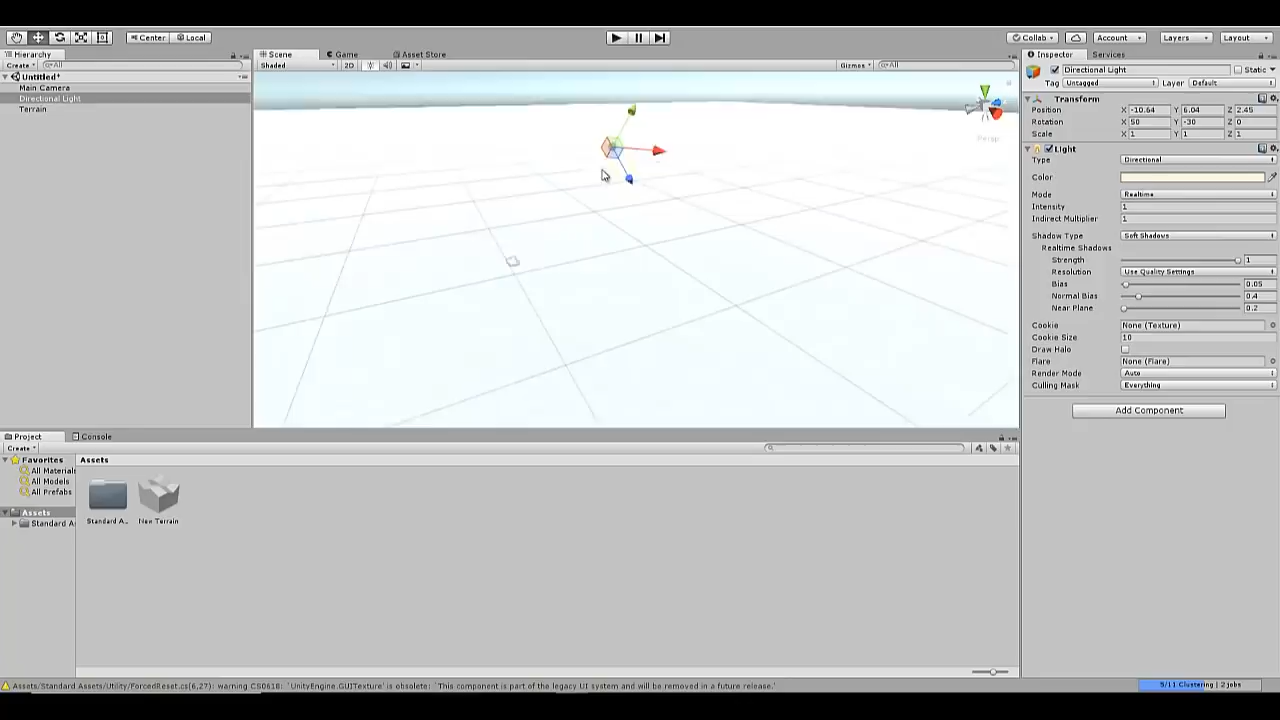 Center Local
Collab Account Layers Layout
Hierarchy
Create All
Untitled*
Main Camera
Directional Light
Terrain
Scene Game Asset Store
Shaded 2D Gizmos All
Persp
Inspector Services
Directional Light Static
Tag Untagged Layer Default
Transform
Position X -10.64 Y 6.04 Z 2.45
Rotation X 50 Y -30 Z 0
Scale X 1 Y 1 Z 1
Light
Type Directional
Color
Mode Realtime
Intensity 1
Indirect Multiplier 1
Shadow Type Soft Shadows
Realtime Shadows
Strength 1
Resolution Use Quality Settings
Bias 0.05
Normal Bias 0.4
Near Plane 0.2
Cookie None (Texture)
Cookie Size 10
Draw Halo
Flare None (Flare)
Render Mode Auto
Culling Mask Everything
Add Component
Project Console
Create
Favorites
All Material
All Models
All Prefabs
Assets
Standard A
Assets
Standard A... New Terrain
Assets/Standard Assets/Utility/ForcedReset.cs(6,27): warning CS0618: 'UnityEngine.GUITexture' is obsolete: 'This component is part of the legacy UI system and will be removed in a future release.'
5/11 Clustering | 2 jobs